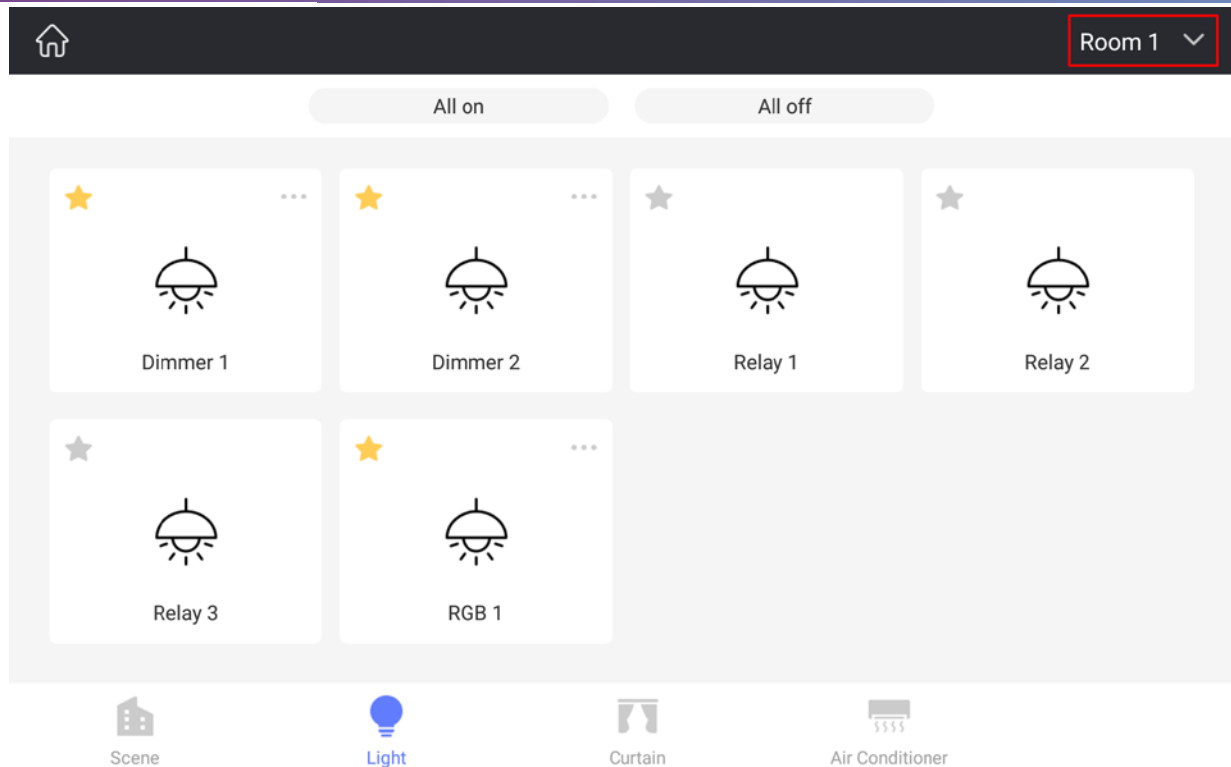 Room 1
All on
All off
Dimmer 1
Dimmer 2
Relay 1
Relay 2
Relay 3
RGB 1
Scene
Light
Curtain
Air Conditioner